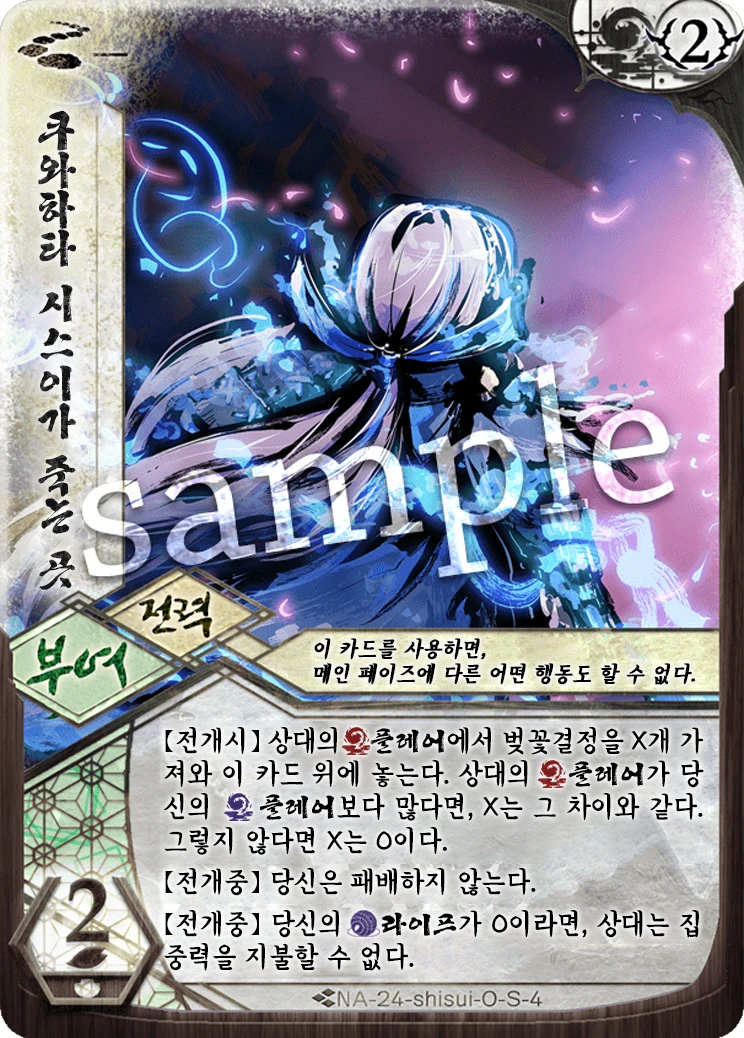 2
쿠와하타 시스이가 죽는 곳
sample
전력
부여
이 카드를 사용하면,
메인 페이즈에 다른 어떤 행동도 할 수 없다.
【전개시】 상대의 플레어에서 벚꽃결정을 X개 가
져와 이 카드 위에 놓는다. 상대의 플레어가 당
신의 플레어보다 많다면, X는 그 차이와 같다.
그렇지 않다면 X는 0이다.
【전개중】 당신은 패배하지 않는다.
【전개중】 당신의 라이프가 0이라면, 상대는 집
중력을 지불할 수 없다.
2
NA-24-shisui-O-S-4